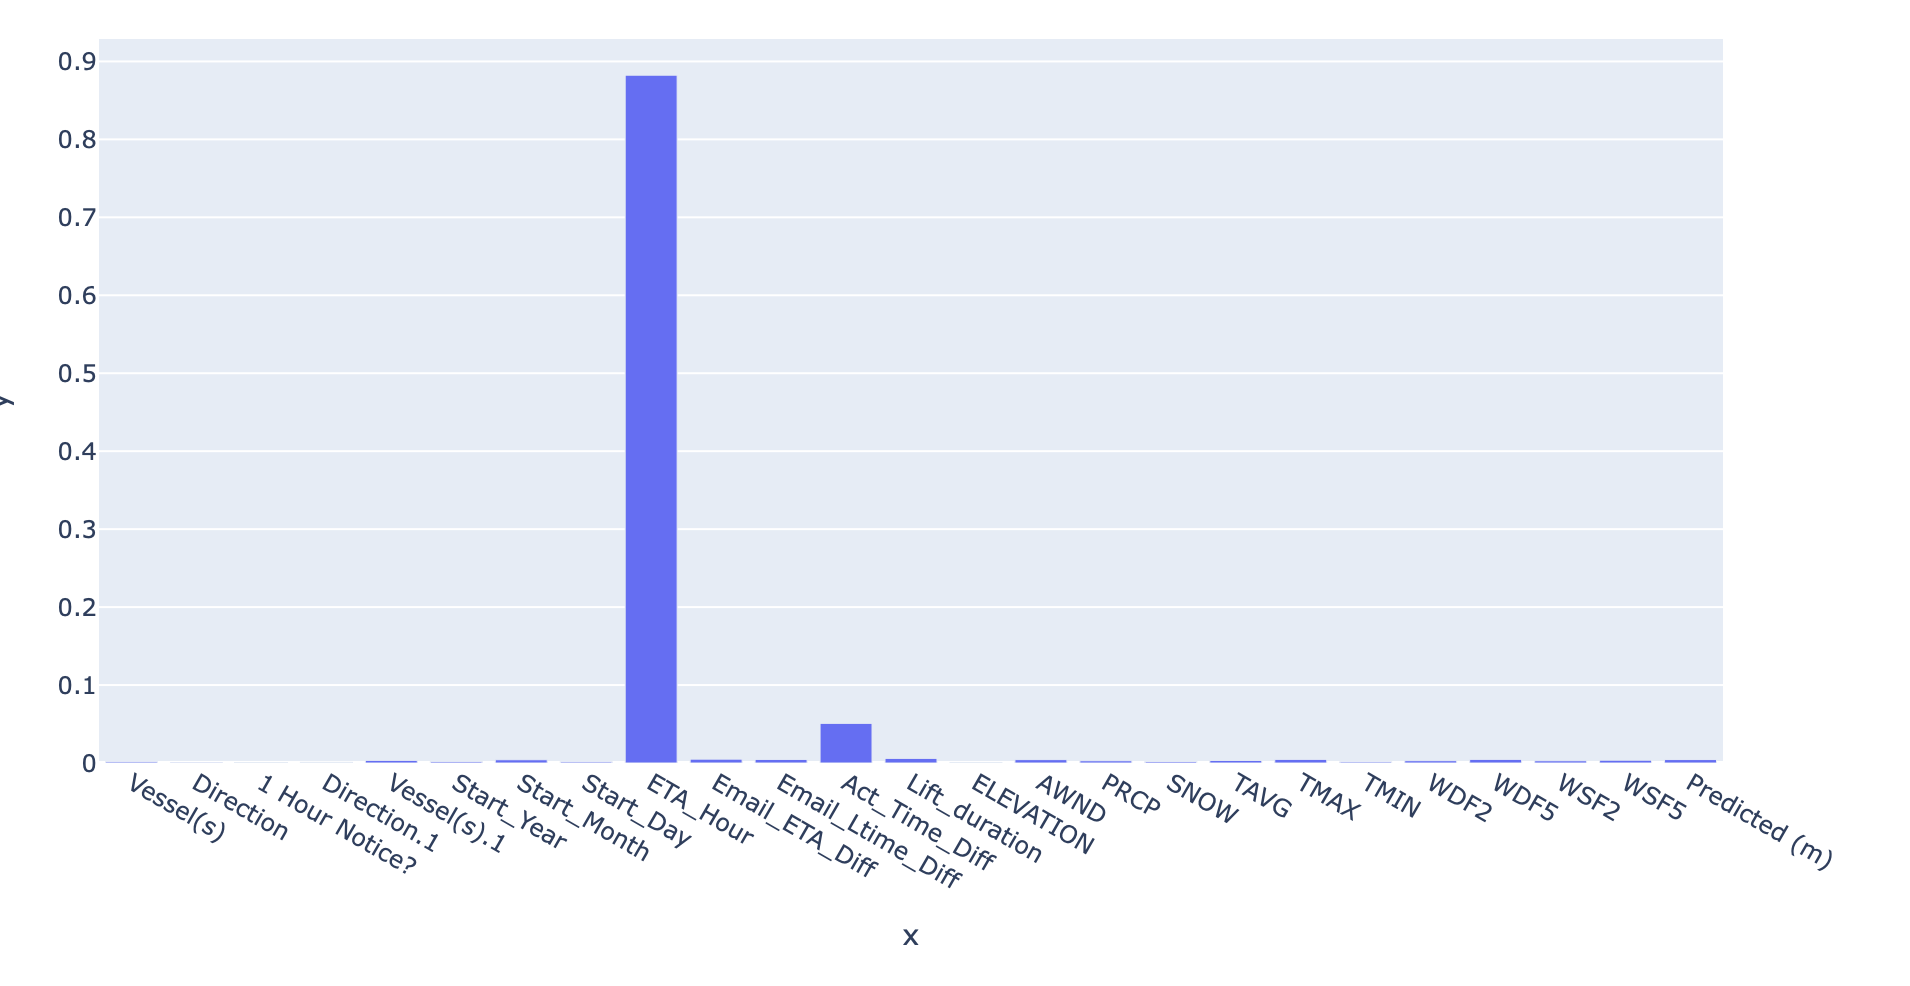 0.9
0.8
0.7
0.6
0.5
0.4
0.3
0.2
0.1
0
y
Vessel(s)
Direction
1 Hour Notice?
Direction.1
Vessel(s).1
Start_Year
Start_Month
Start_Day
ETA_Hour
Email_ETA_Diff
Email_Ltime_Diff
Act_Time_Diff
Lift_duration
ELEVATION
AWND
PRCP
SNOW
TAVG
TMAX
TMIN
WDF2
WDF5
WSF2
WSF5
Predicted (m)
x